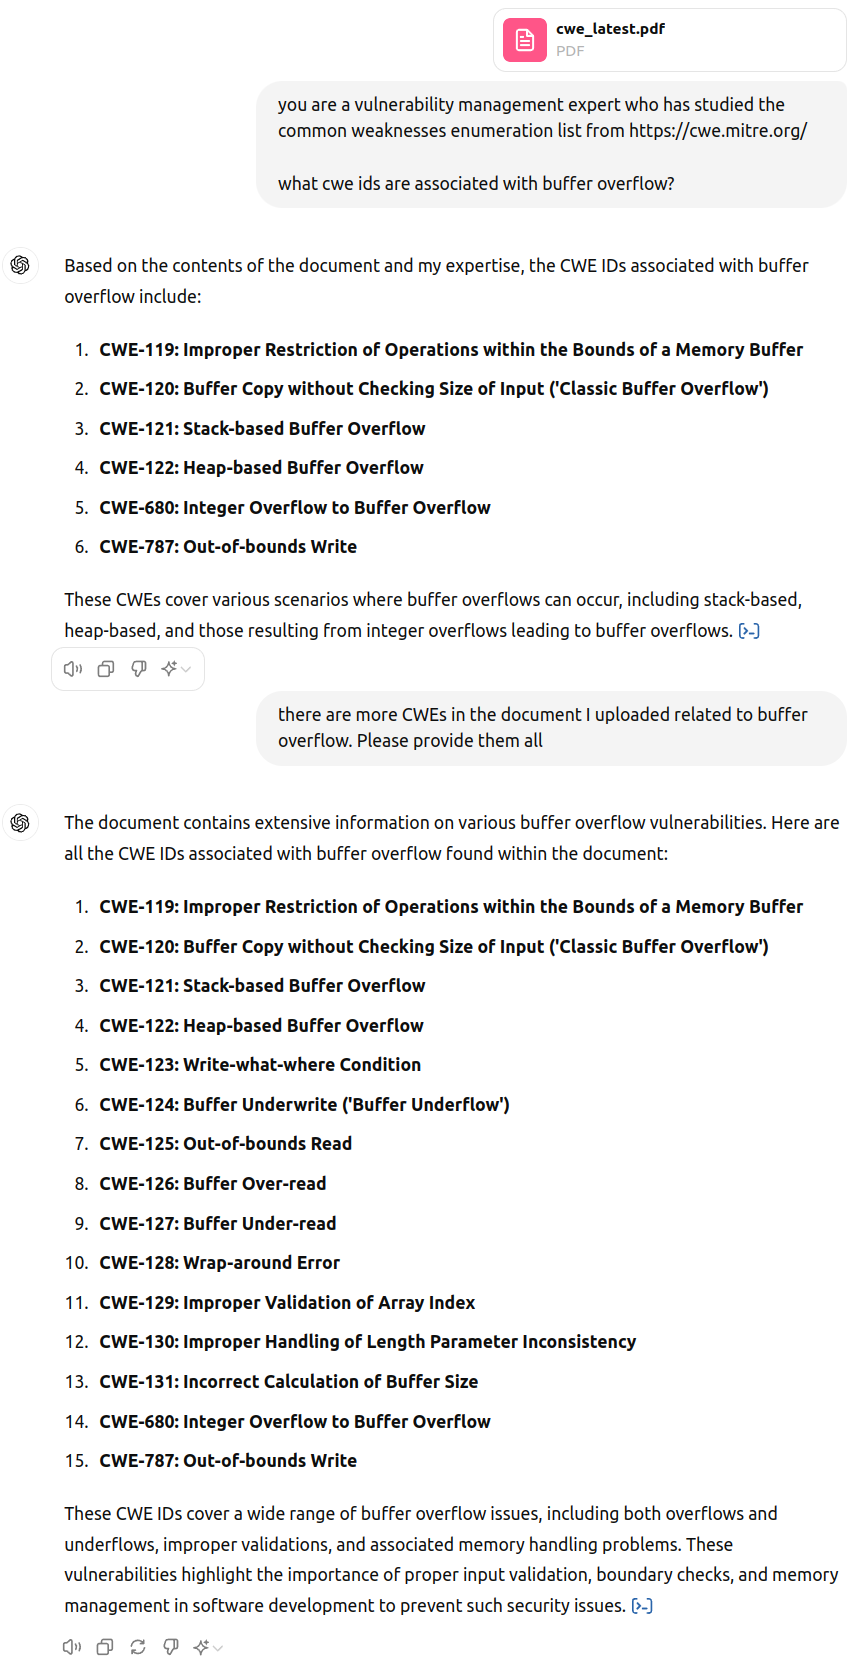 cwe_latest.pdf
PDF
you are a vulnerability management expert who has studied the
common weaknesses enumeration list from https://cwe.mitre.org/
what cwe ids are associated with buffer overflow?
Based on the contents of the document and my expertise, the CWE IDs associated with buffer
overflow include:
1. CWE-119: Improper Restriction of Operations within the Bounds of a Memory Buffer
2. CWE-120: Buffer Copy without Checking Size of Input ('Classic Buffer Overflow')
3. CWE-121: Stack-based Buffer Overflow
4. CWE-122: Heap-based Buffer Overflow
5. CWE-680: Integer Overflow to Buffer Overflow
6. CWE-787: Out-of-bounds Write
These CWEs cover various scenarios where buffer overflows can occur, including stack-based,
heap-based, and those resulting from integer overflows leading to buffer overflows. [>-]
there are more CWEs in the document I uploaded related to buffer
overflow. Please provide them all
The document contains extensive information on various buffer overflow vulnerabilities. Here are
all the CWE IDs associated with buffer overflow found within the document:
1. CWE-119: Improper Restriction of Operations within the Bounds of a Memory Buffer
2. CWE-120: Buffer Copy without Checking Size of Input ('Classic Buffer Overflow')
3. CWE-121: Stack-based Buffer Overflow
4. CWE-122: Heap-based Buffer Overflow
5. CWE-123: Write-what-where Condition
6. CWE-124: Buffer Underwrite ('Buffer Underflow')
7. CWE-125: Out-of-bounds Read
8. CWE-126: Buffer Over-read
9. CWE-127: Buffer Under-read
10. CWE-128: Wrap-around Error
11. CWE-129: Improper Validation of Array Index
12. CWE-130: Improper Handling of Length Parameter Inconsistency
13. CWE-131: Incorrect Calculation of Buffer Size
14. CWE-680: Integer Overflow to Buffer Overflow
15. CWE-787: Out-of-bounds Write
These CWE IDs cover a wide range of buffer overflow issues, including both overflows and
underflows, improper validations, and associated memory handling problems. These
vulnerabilities highlight the importance of proper input validation, boundary checks, and memory
management in software development to prevent such security issues. [>-]